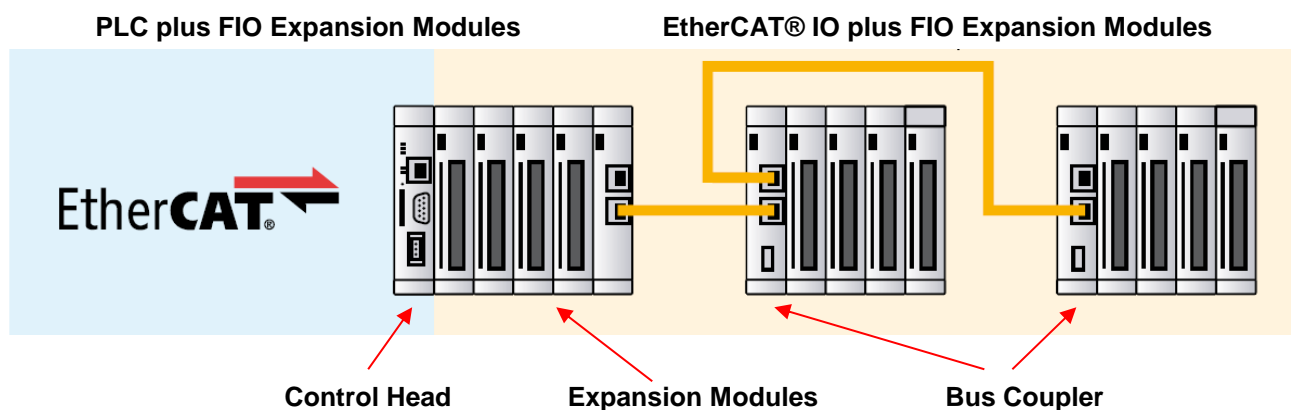 PLC plus FIO Expansion Modules
EtherCAT® IO plus FIO Expansion Modules
EtherCAT®
Control Head
Expansion Modules
Bus Coupler